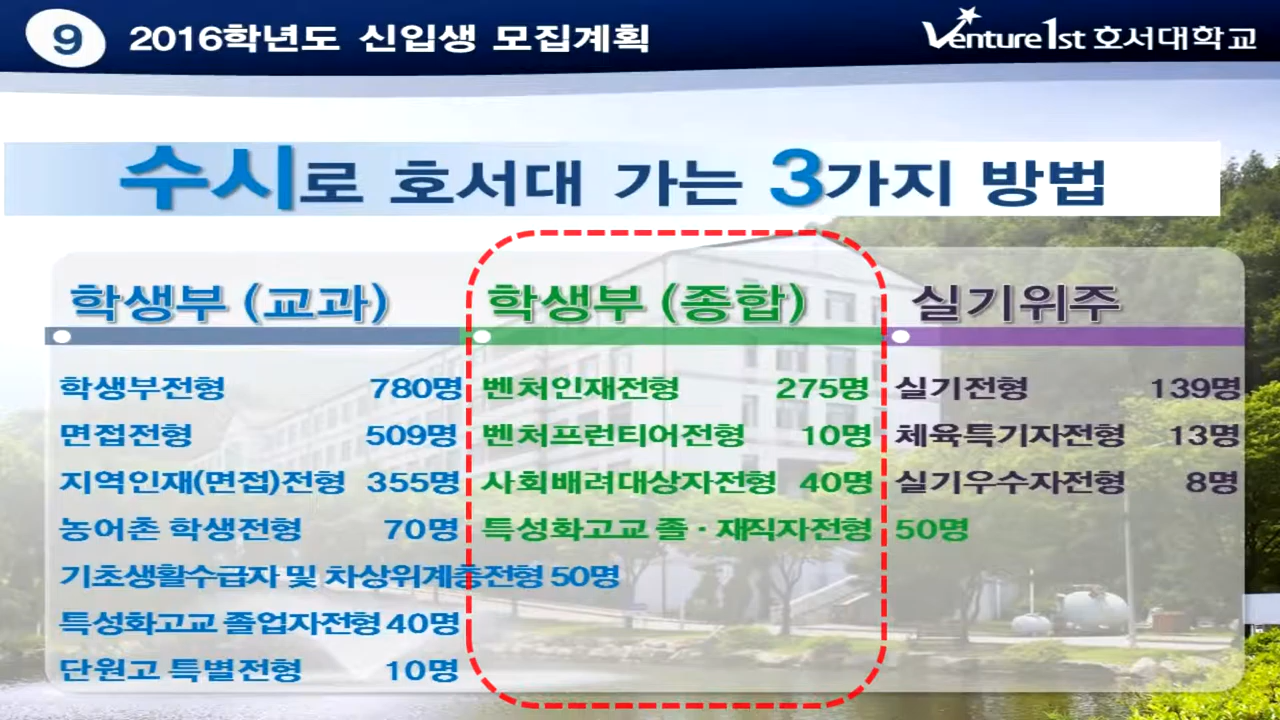 9 2016학년도 신입생 모집계획
Venture 1st 호서대학교
수시로 호서대 가는 3가지 방법
학생부 (교과)
학생부전형 780명
면접전형 509명
지역인재(면접)전형 355명
농어촌 학생전형 70명
기초생활수급자 및 차상위계층전형 50명
특성화고교 졸업자전형 40명
단원고 특별전형 10명
학생부 (종합)
벤처인재전형 275명
벤처프런티어전형 10명
사회배려대상자전형 40명
특성화고교 졸·재직자전형 50명
실기위주
실기전형 139명
체육특기자전형 13명
실기우수자전형 8명